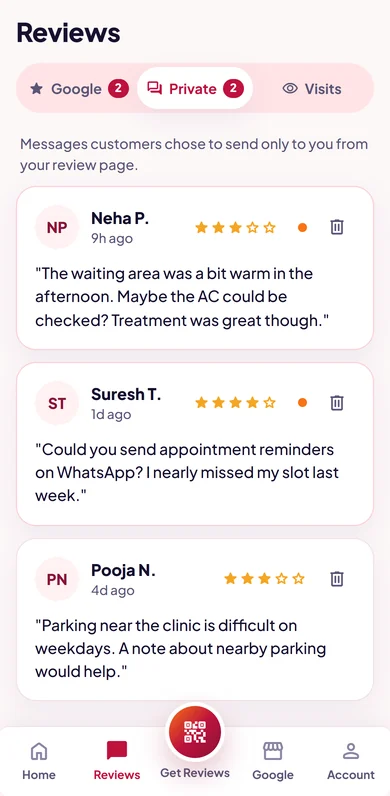 Reviews
Google 2 Private 2 Visits
Messages customers chose to send only to you from
your review page.
NP Neha P.
9h ago
"The waiting area was a bit warm in the
afternoon. Maybe the AC could be
checked? Treatment was great though."
ST Suresh T.
1d ago
"Could you send appointment reminders
on WhatsApp? I nearly missed my slot last
week."
PN Pooja N.
4d ago
"Parking near the clinic is difficult on
weekdays. A note about nearby parking
would help."
Home Reviews Get Reviews Google Account